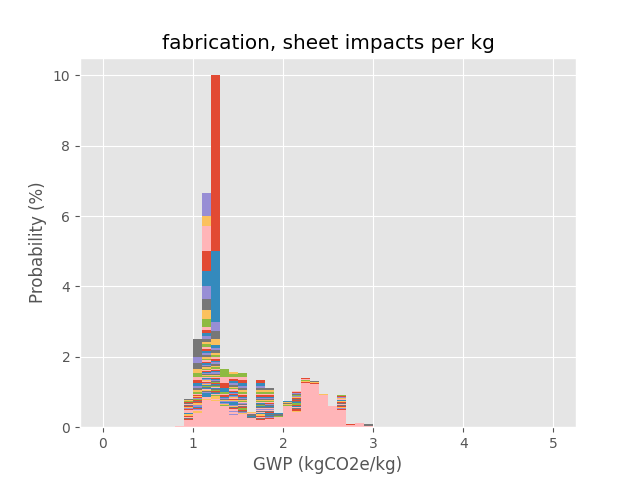 fabrication, sheet impacts per kg
Probability (%)
10
8
6
4
2
0
0 1 2 3 4 5
GWP (kgCO2e/kg)